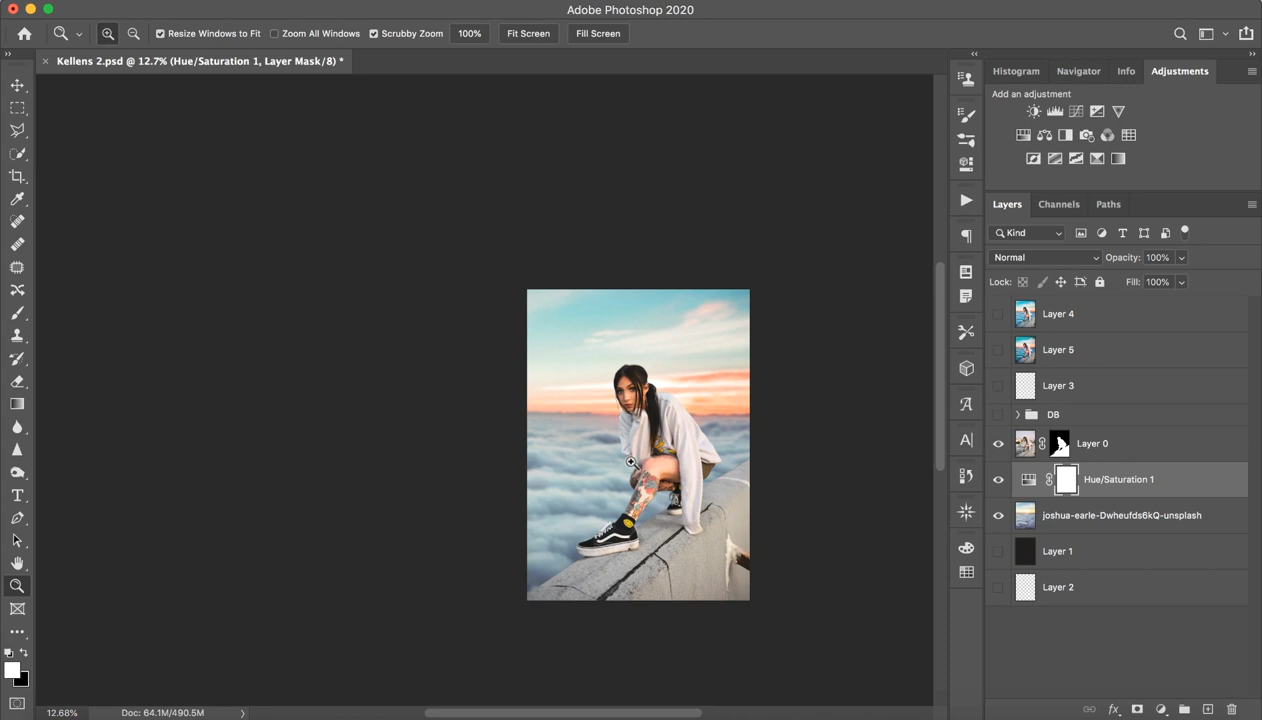 Adobe Photoshop 2020
Resize Windows to Fit Zoom All Windows Scrubby Zoom 100% Fit Screen Fill Screen
Kellens 2.psd @ 12.7% (Hue/Saturation 1, Layer Mask/8) *
Histogram Navigator Info Adjustments
Add an adjustment
Layers Channels Paths
Kind
Normal Opacity: 100%
Lock: Fill: 100%
Layer 4
Layer 5
Layer 3
DB
Layer 0
Hue/Saturation 1
joshua-earle-Dwheufds6kQ-unsplash
Layer 1
Layer 2
12.68% Doc: 64.1M/490.5M